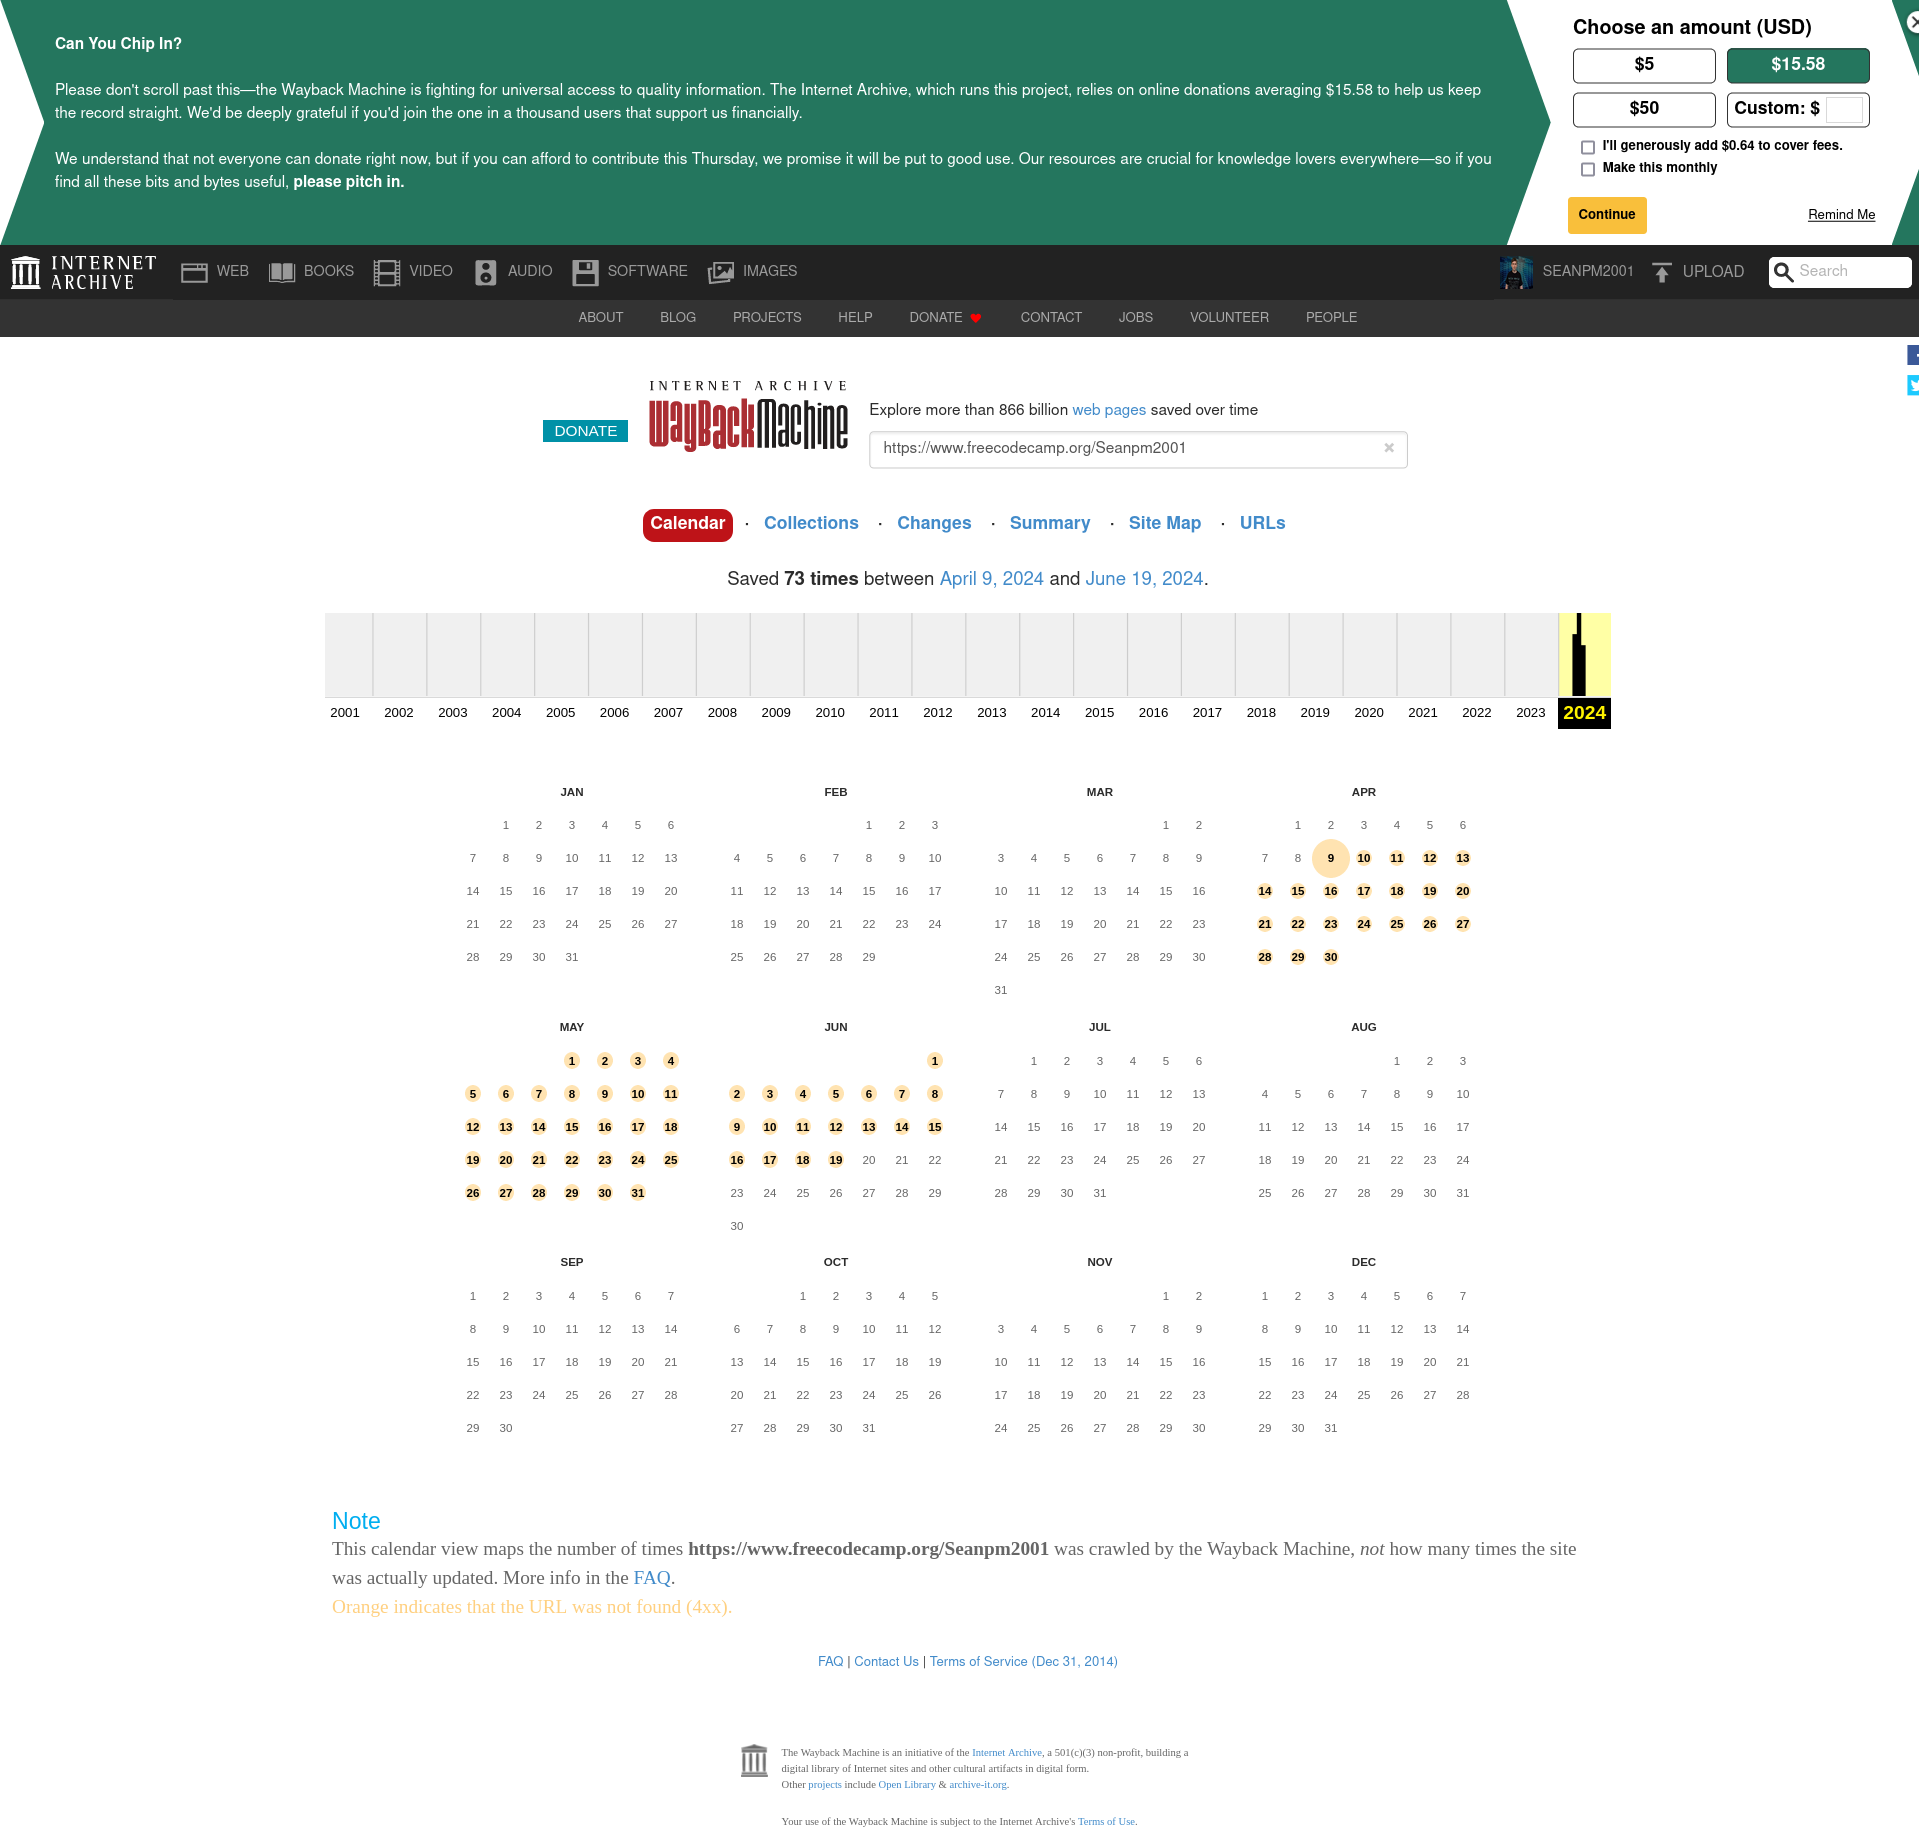 Can You Chip In?
Please don't scroll past this—the Wayback Machine is fighting for universal access to quality information. The Internet Archive, which runs this project, relies on online donations averaging $15.58 to help us keep
the record straight. We'd be deeply grateful if you'd join the one in a thousand users that support us financially.
We understand that not everyone can donate right now, but if you can afford to contribute this Thursday, we promise it will be put to good use. Our resources are crucial for knowledge lovers everywhere—so if you
find all these bits and bytes useful, please pitch in.
Choose an amount (USD)
$5 $15.58
$50 Custom: $
I'll generously add $0.64 to cover fees.
Make this monthly
Continue Remind Me
INTERNET
ARCHIVE
WEB BOOKS VIDEO AUDIO SOFTWARE IMAGES SEANPM2001 UPLOAD Search
ABOUT BLOG PROJECTS HELP DONATE CONTACT JOBS VOLUNTEER PEOPLE
INTERNET ARCHIVE
WayBackMachine
DONATE
Explore more than 866 billion web pages saved over time
https://www.freecodecamp.org/Seanpm2001
Calendar · Collections · Changes · Summary · Site Map · URLs
Saved 73 times between April 9, 2024 and June 19, 2024.
2001 2002 2003 2004 2005 2006 2007 2008 2009 2010 2011 2012 2013 2014 2015 2016 2017 2018 2019 2020 2021 2022 2023 2024
JAN FEB MAR APR
1 2 3 4 5 6 1 2 3 1 2 1 2 3 4 5 6
7 8 9 10 11 12 13 4 5 6 7 8 9 10 3 4 5 6 7 8 9 7 8 9 10 11 12 13
14 15 16 17 18 19 20 11 12 13 14 15 16 17 10 11 12 13 14 15 16 14 15 16 17 18 19 20
21 22 23 24 25 26 27 18 19 20 21 22 23 24 17 18 19 20 21 22 23 21 22 23 24 25 26 27
28 29 30 31 25 26 27 28 29 24 25 26 27 28 29 30 28 29 30
31
MAY JUN JUL AUG
1 2 3 4 1 1 2 3 4 5 6 1 2 3
5 6 7 8 9 10 11 2 3 4 5 6 7 8 7 8 9 10 11 12 13 4 5 6 7 8 9 10
12 13 14 15 16 17 18 9 10 11 12 13 14 15 14 15 16 17 18 19 20 11 12 13 14 15 16 17
19 20 21 22 23 24 25 16 17 18 19 20 21 22 21 22 23 24 25 26 27 18 19 20 21 22 23 24
26 27 28 29 30 31 23 24 25 26 27 28 29 28 29 30 31 25 26 27 28 29 30 31
30
SEP OCT NOV DEC
1 2 3 4 5 6 7 1 2 3 4 5 1 2 1 2 3 4 5 6 7
8 9 10 11 12 13 14 6 7 8 9 10 11 12 3 4 5 6 7 8 9 8 9 10 11 12 13 14
15 16 17 18 19 20 21 13 14 15 16 17 18 19 10 11 12 13 14 15 16 15 16 17 18 19 20 21
22 23 24 25 26 27 28 20 21 22 23 24 25 26 17 18 19 20 21 22 23 22 23 24 25 26 27 28
29 30 27 28 29 30 31 24 25 26 27 28 29 30 29 30 31
Note
This calendar view maps the number of times https://www.freecodecamp.org/Seanpm2001 was crawled by the Wayback Machine, not how many times the site
was actually updated. More info in the FAQ.
Orange indicates that the URL was not found (4xx).
FAQ | Contact Us | Terms of Service (Dec 31, 2014)
The Wayback Machine is an initiative of the Internet Archive, a 501(c)(3) non-profit, building a
digital library of Internet sites and other cultural artifacts in digital form.
Other projects include Open Library & archive-it.org.
Your use of the Wayback Machine is subject to the Internet Archive's Terms of Use.